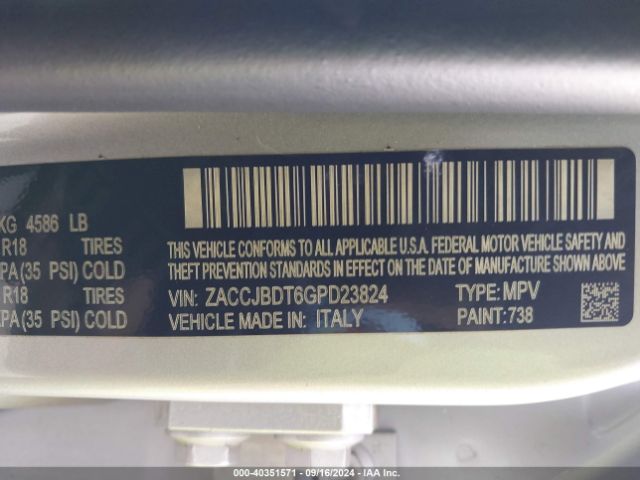 KG 4586 LB
R18 TIRES
PA (35 PSI) COLD
R18 TIRES
KPA (35 PSI) COLD
THIS VEHICLE CONFORMS TO ALL APPLICABLE U.S.A. FEDERAL MOTOR VEHICLE SAFETY AND
THEFT PREVENTION STANDARDS IN EFFECT ON THE DATE OF MANUFACTURE SHOWN ABOVE.
VIN: ZACCJBDT6GPD23824 TYPE: MPV
VEHICLE MADE IN: ITALY PAINT: 738
000-40351571 - 09/16/2024 - IAA Inc.